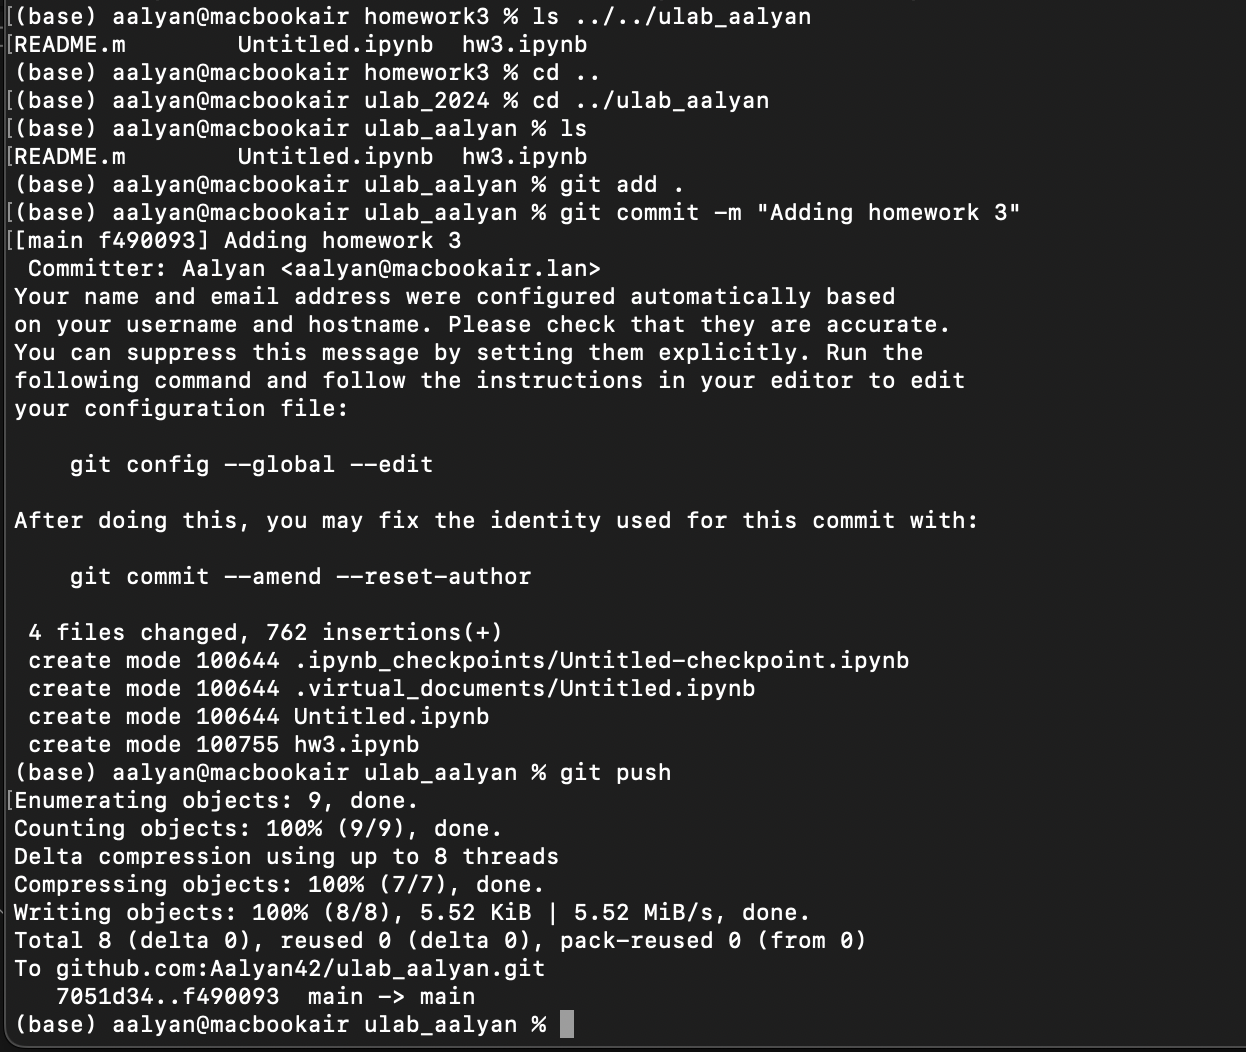 [(base) aalyan@macbookair homework3 % ls ../../ulab_aalyan
[README.m        Untitled.ipynb  hw3.ipynb
(base) aalyan@macbookair homework3 % cd ..
[(base) aalyan@macbookair ulab_2024 % cd ../ulab_aalyan
[(base) aalyan@macbookair ulab_aalyan % ls
[README.m        Untitled.ipynb  hw3.ipynb
(base) aalyan@macbookair ulab_aalyan % git add .
[(base) aalyan@macbookair ulab_aalyan % git commit -m "Adding homework 3"
[[main f490093] Adding homework 3
 Committer: Aalyan <aalyan@macbookair.lan>
Your name and email address were configured automatically based
on your username and hostname. Please check that they are accurate.
You can suppress this message by setting them explicitly. Run the
following command and follow the instructions in your editor to edit
your configuration file:

    git config --global --edit

After doing this, you may fix the identity used for this commit with:

    git commit --amend --reset-author

 4 files changed, 762 insertions(+)
 create mode 100644 .ipynb_checkpoints/Untitled-checkpoint.ipynb
 create mode 100644 .virtual_documents/Untitled.ipynb
 create mode 100644 Untitled.ipynb
 create mode 100755 hw3.ipynb
(base) aalyan@macbookair ulab_aalyan % git push
[Enumerating objects: 9, done.
Counting objects: 100% (9/9), done.
Delta compression using up to 8 threads
Compressing objects: 100% (7/7), done.
Writing objects: 100% (8/8), 5.52 KiB | 5.52 MiB/s, done.
Total 8 (delta 0), reused 0 (delta 0), pack-reused 0 (from 0)
To github.com:Aalyan42/ulab_aalyan.git
   7051d34..f490093  main -> main
(base) aalyan@macbookair ulab_aalyan %